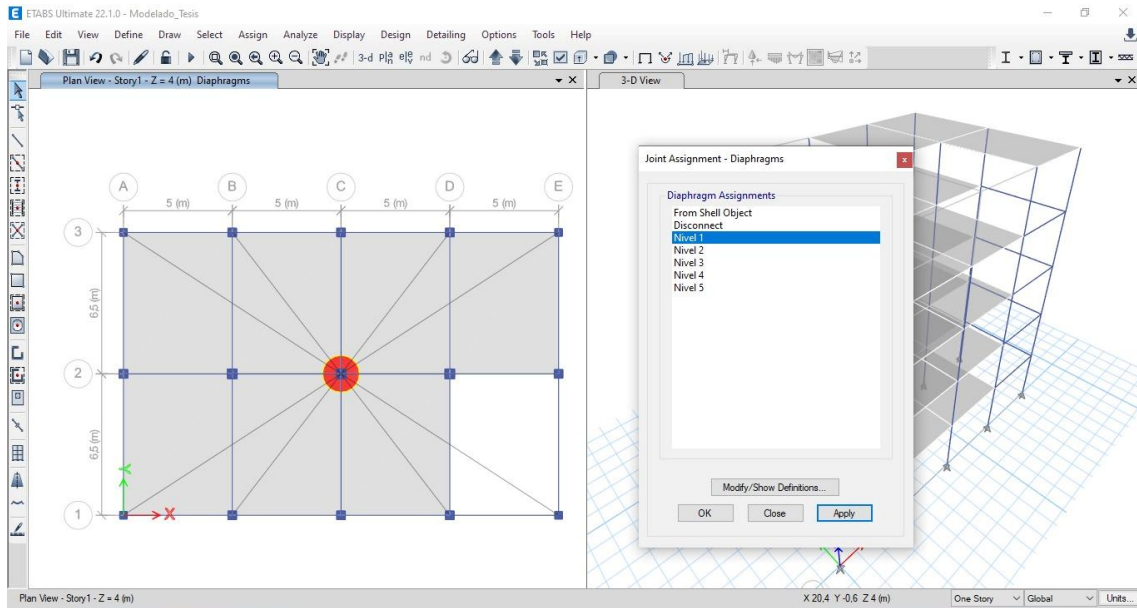 ETABS Ultimate 22.1.0 - Modelado_Tesis
File Edit View Define Draw Select Assign Analyze Display Design Detailing Options Tools Help
3-d plä elė nd
Plan View - Story1 - Z = 4 (m) Diaphragms
3-D View
A B C D E
5 (m) 5 (m) 5 (m) 5 (m)
3
6,5 (m)
2
6,5 (m)
1
X
Y
Joint Assignment - Diaphragms
Diaphragm Assignments
From Shell Object
Disconnect
Nivel 1
Nivel 2
Nivel 3
Nivel 4
Nivel 5
Modify/Show Definitions...
OK Close Apply
Plan View - Story1 - Z = 4 (m)
X 20,4 Y -0,6 Z 4 (m)
One Story Global Units...